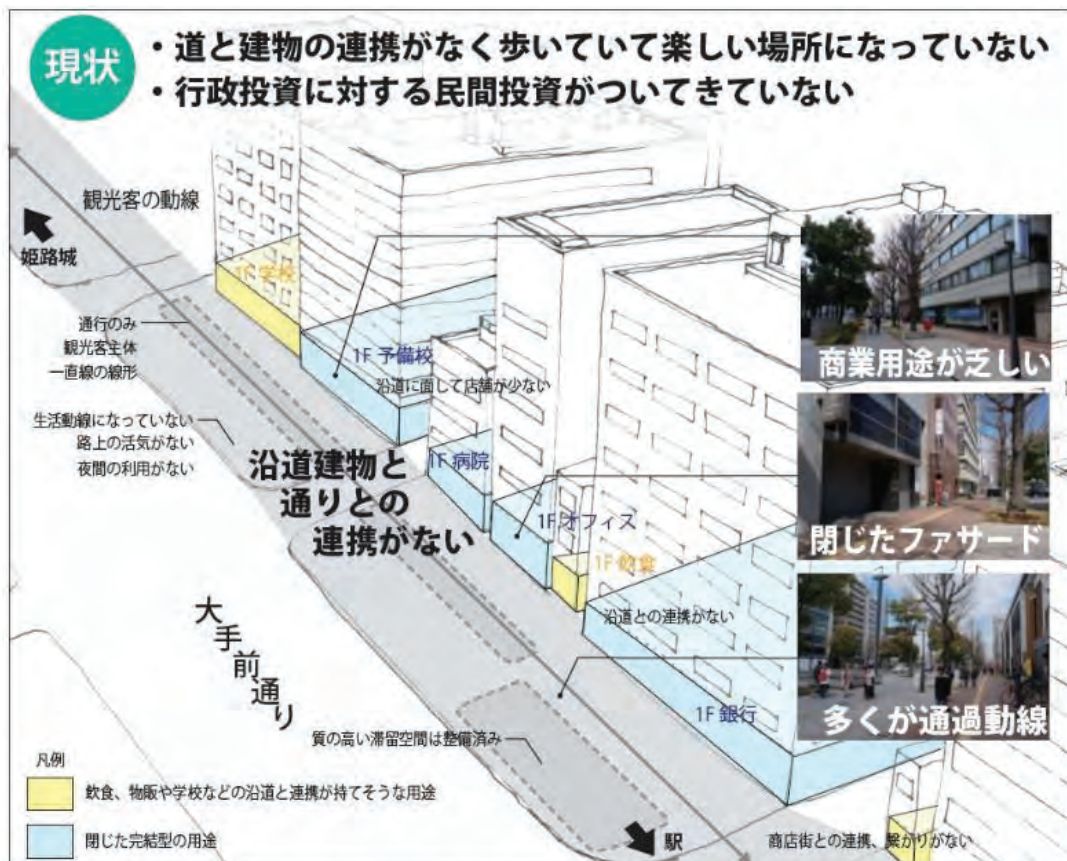 現状
・道と建物の連携がなく歩いていて楽しい場所になっていない
・行政投資に対する民間投資がついてきていない
観光客の動線
姫路城
1F 学校
通行のみ
観光客主体
一直線の線形
1F 予備校
沿道に面して店舗が少ない
商業用途が乏しい
生活動線になっていない
路上の活気がない
夜間の利用がない
沿道建物と
通りとの
連携がない
1F 病院
1F オフィス
1F 飲食
閉じたファサード
沿道との連携がない
大手前通り
1F 銀行
多くが通過動線
質の高い滞留空間は整備済み
凡例
飲食、物販や学校などの沿道と連携が持てそうな用途
閉じた完結型の用途
駅
商店街との連携、繋がりがない